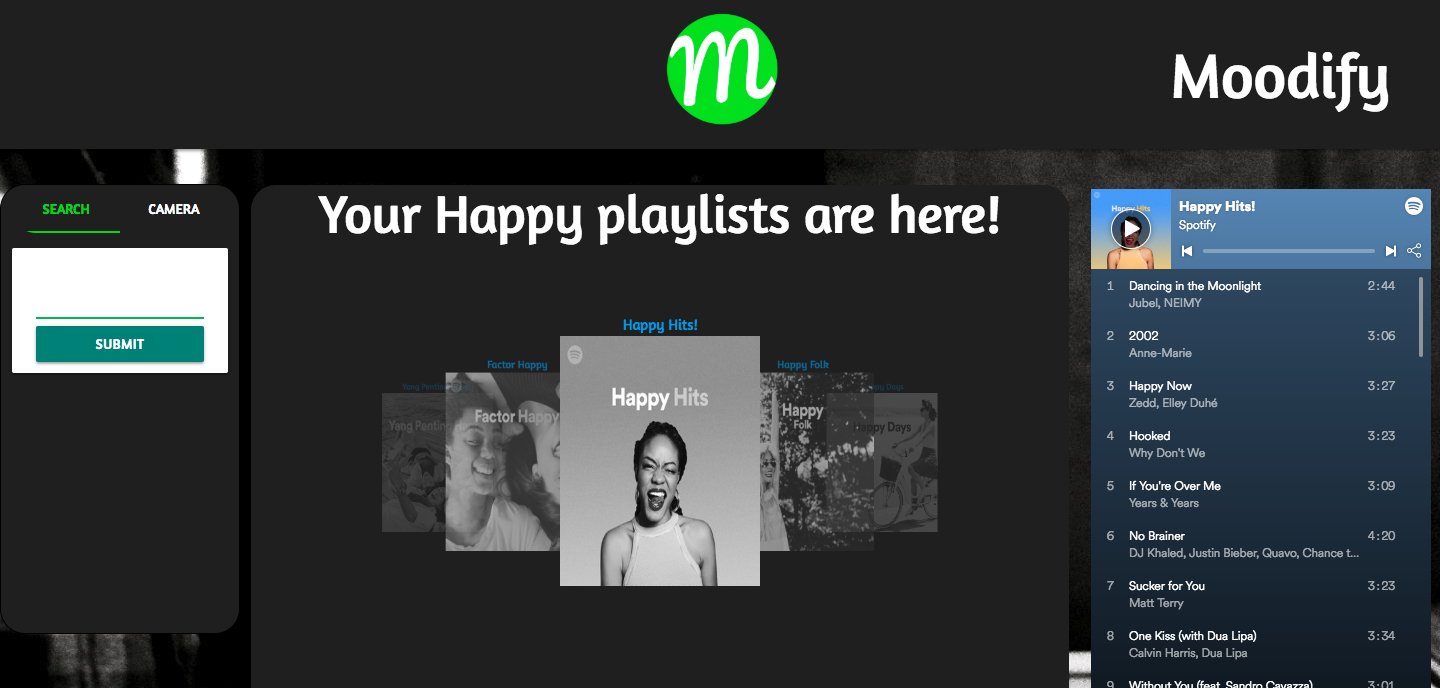 m
Moodify
SEARCH
CAMERA
SUBMIT
Your Happy playlists are here!
Happy Hits!
Factor Happy
Happy Folk
Yang Penting
Days
Happy Hits
Factor Happy
Happy
Folk
Yang Penting
Happy Days
Happy Hits
Happy Hits!
Spotify
1 Dancing in the Moonlight 2:44
Jubel, NEIMY
2 2002 3:06
Anne-Marie
3 Happy Now 3:27
Zedd, Elley Duhé
4 Hooked 3:23
Why Don't We
5 If You're Over Me 3:09
Years & Years
6 No Brainer 4:20
DJ Khaled, Justin Bieber, Quavo, Chance t...
7 Sucker for You 3:23
Matt Terry
8 One Kiss (with Dua Lipa) 3:34
Calvin Harris, Dua Lipa
9 Without You (feat. Sandro Cavazza) 3:01